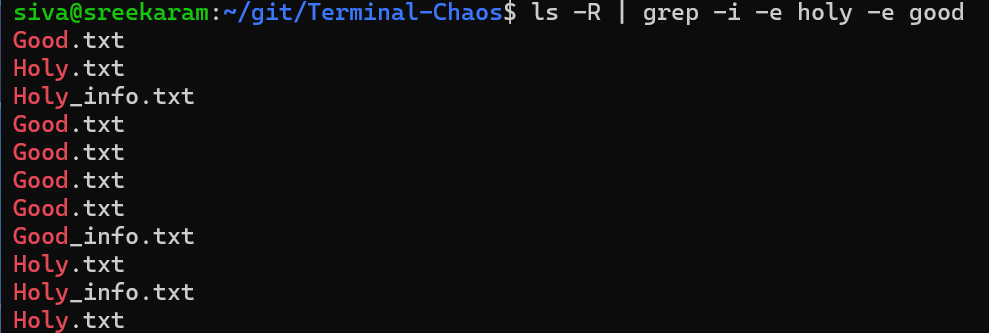 siva@sreekaram:~/git/Terminal-Chaos$ ls -R | grep -i -e holy -e good
Good.txt
Holy.txt
Holy_info.txt
Good.txt
Good.txt
Good.txt
Good.txt
Good_info.txt
Holy.txt
Holy_info.txt
Holy.txt